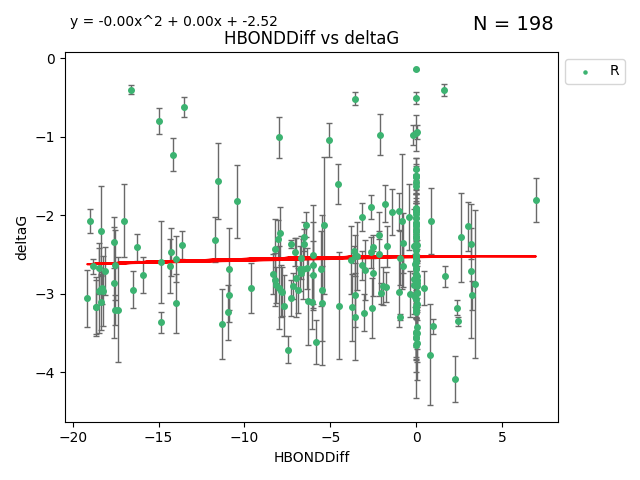 y = -0.00x^2 + 0.00x + -2.52
N = 198
HBONDDiff vs deltaG
R
deltaG
0
−1
−2
−3
−4
−20
−15
−10
−5
0
5
HBONDDiff